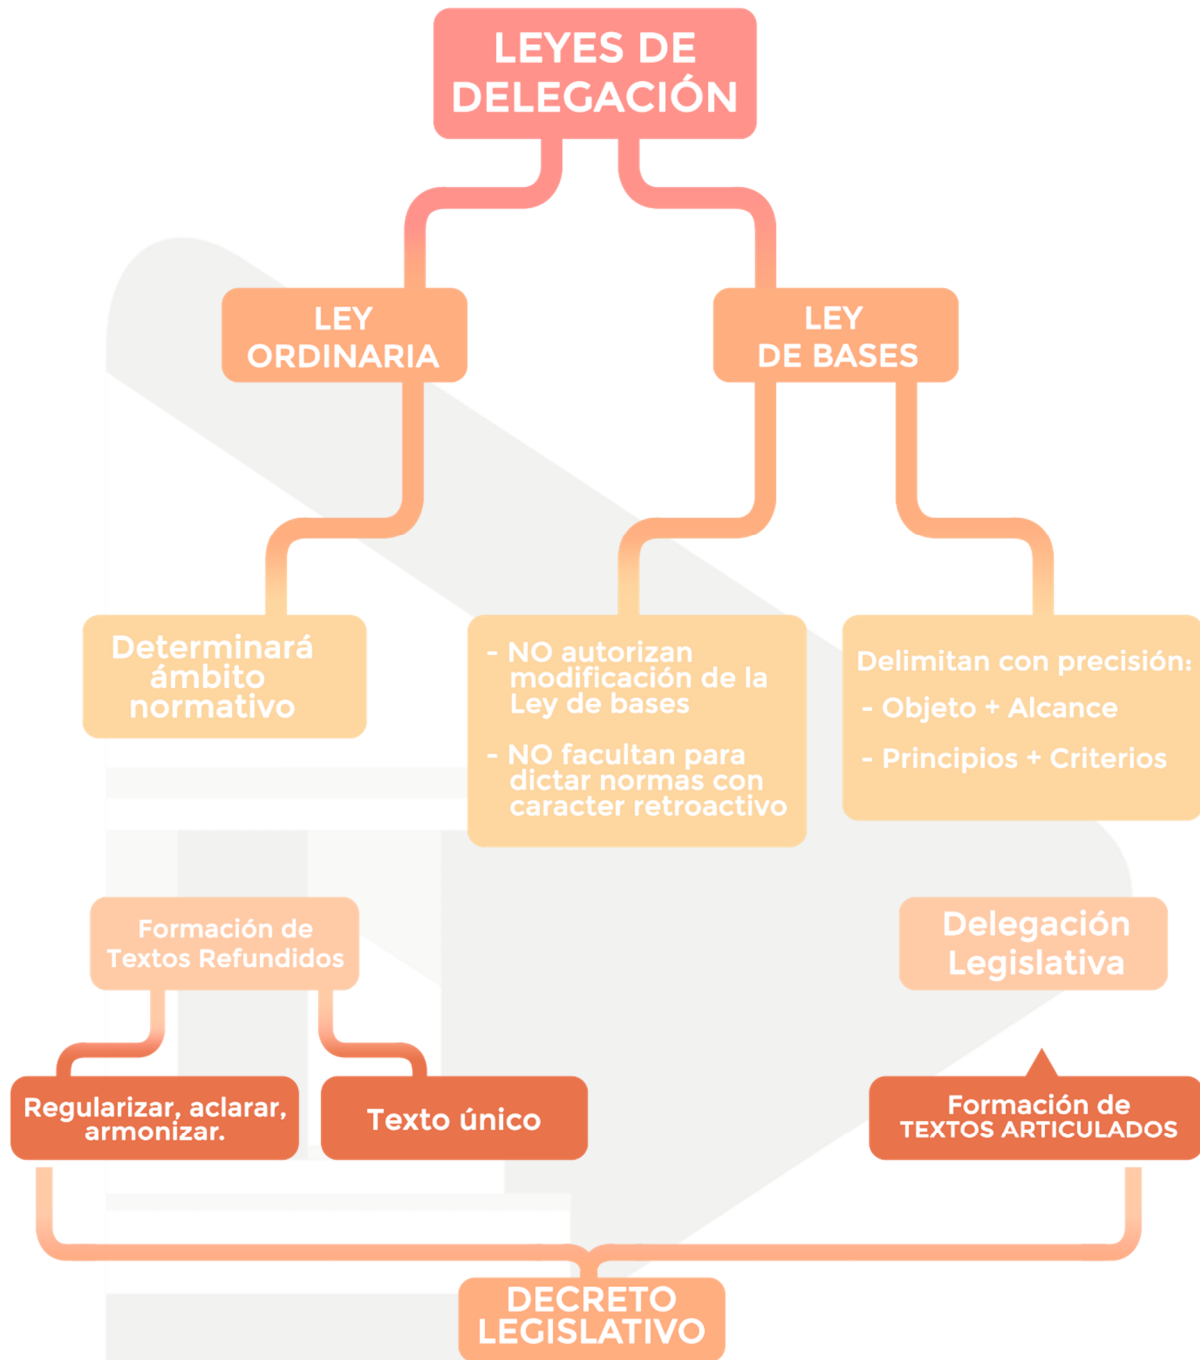 LEYES DE
DELEGACIÓN
LEY
ORDINARIA
LEY
DE BASES
Determinará
ámbito
normativo
- NO autorizan
modificación de la
Ley de bases
- NO facultan para
dictar normas con
caracter retroactivo
Delimitan con precisión:
- Objeto + Alcance
- Principios + Criterios
Formación de
Textos Refundidos
Delegación
Legislativa
Regularizar, aclarar,
armonizar.
Texto único
Formación de
TEXTOS ARTICULADOS
DECRETO
LEGISLATIVO